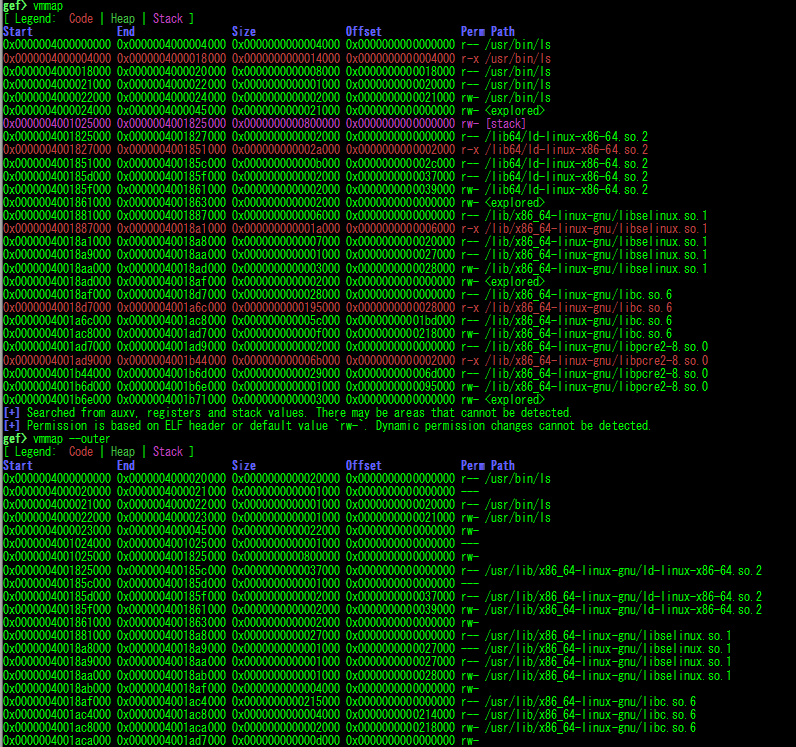 gef> vmmap
[ Legend:  Code | Heap | Stack ]
Start              End                Size               Offset             Perm Path
0x0000004000000000 0x0000004000004000 0x0000000000004000 0x0000000000000000 r-- /usr/bin/ls
0x0000004000004000 0x0000004000018000 0x0000000000014000 0x0000000000004000 r-x /usr/bin/ls
0x0000004000018000 0x0000004000020000 0x0000000000008000 0x0000000000018000 r-- /usr/bin/ls
0x0000004000021000 0x0000004000022000 0x0000000000001000 0x0000000000020000 r-- /usr/bin/ls
0x0000004000022000 0x0000004000024000 0x0000000000002000 0x0000000000021000 rw- /usr/bin/ls
0x0000004000024000 0x0000004000045000 0x0000000000021000 0x0000000000000000 rw- <explored>
0x0000004001025000 0x0000004001825000 0x0000000000800000 0x0000000000000000 rw- [stack]
0x0000004001825000 0x0000004001827000 0x0000000000002000 0x0000000000000000 r-- /lib64/ld-linux-x86-64.so.2
0x0000004001827000 0x0000004001851000 0x000000000002a000 0x0000000000002000 r-x /lib64/ld-linux-x86-64.so.2
0x0000004001851000 0x000000400185c000 0x000000000000b000 0x000000000002c000 r-- /lib64/ld-linux-x86-64.so.2
0x000000400185d000 0x000000400185f000 0x0000000000002000 0x0000000000037000 r-- /lib64/ld-linux-x86-64.so.2
0x000000400185f000 0x0000004001861000 0x0000000000002000 0x0000000000039000 rw- /lib64/ld-linux-x86-64.so.2
0x0000004001861000 0x0000004001863000 0x0000000000002000 0x0000000000000000 rw- <explored>
0x0000004001881000 0x0000004001887000 0x0000000000006000 0x0000000000000000 r-- /lib/x86_64-linux-gnu/libselinux.so.1
0x0000004001887000 0x00000040018a1000 0x000000000001a000 0x0000000000006000 r-x /lib/x86_64-linux-gnu/libselinux.so.1
0x00000040018a1000 0x00000040018a8000 0x0000000000007000 0x0000000000020000 r-- /lib/x86_64-linux-gnu/libselinux.so.1
0x00000040018a9000 0x00000040018aa000 0x0000000000001000 0x0000000000027000 r-- /lib/x86_64-linux-gnu/libselinux.so.1
0x00000040018aa000 0x00000040018ad000 0x0000000000003000 0x0000000000028000 rw- /lib/x86_64-linux-gnu/libselinux.so.1
0x00000040018ad000 0x00000040018af000 0x0000000000002000 0x0000000000000000 rw- <explored>
0x00000040018af000 0x00000040018d7000 0x0000000000028000 0x0000000000000000 r-- /lib/x86_64-linux-gnu/libc.so.6
0x00000040018d7000 0x0000004001a6c000 0x0000000000195000 0x0000000000028000 r-x /lib/x86_64-linux-gnu/libc.so.6
0x0000004001a6c000 0x0000004001ac8000 0x000000000005c000 0x00000000001bd000 r-- /lib/x86_64-linux-gnu/libc.so.6
0x0000004001ac8000 0x0000004001ad7000 0x000000000000f000 0x0000000000218000 rw- /lib/x86_64-linux-gnu/libc.so.6
0x0000004001ad7000 0x0000004001ad9000 0x0000000000002000 0x0000000000000000 r-- /lib/x86_64-linux-gnu/libpcre2-8.so.0
0x0000004001ad9000 0x0000004001b44000 0x000000000006b000 0x0000000000002000 r-x /lib/x86_64-linux-gnu/libpcre2-8.so.0
0x0000004001b44000 0x0000004001b6d000 0x0000000000029000 0x000000000006d000 r-- /lib/x86_64-linux-gnu/libpcre2-8.so.0
0x0000004001b6d000 0x0000004001b6e000 0x0000000000001000 0x0000000000095000 rw- /lib/x86_64-linux-gnu/libpcre2-8.so.0
0x0000004001b6e000 0x0000004001b71000 0x0000000000003000 0x0000000000000000 rw- <explored>
[+] Searched from auxv, registers and stack values. There may be areas that cannot be detected.
[+] Permission is based on ELF header or default value `rw-`. Dynamic permission changes cannot be detected.
gef> vmmap --outer
[ Legend:  Code | Heap | Stack ]
Start              End                Size               Offset             Perm Path
0x0000004000000000 0x0000004000020000 0x0000000000020000 0x0000000000000000 r-- /usr/bin/ls
0x0000004000020000 0x0000004000021000 0x0000000000001000 0x0000000000000000 ---
0x0000004000021000 0x0000004000022000 0x0000000000001000 0x0000000000020000 r-- /usr/bin/ls
0x0000004000022000 0x0000004000023000 0x0000000000001000 0x0000000000021000 rw- /usr/bin/ls
0x0000004000023000 0x0000004000045000 0x0000000000022000 0x0000000000000000 rw-
0x0000004001024000 0x0000004001025000 0x0000000000001000 0x0000000000000000 ---
0x0000004001025000 0x0000004001825000 0x0000000000800000 0x0000000000000000 rw-
0x0000004001825000 0x000000400185c000 0x0000000000037000 0x0000000000000000 r-- /usr/lib/x86_64-linux-gnu/ld-linux-x86-64.so.2
0x000000400185c000 0x000000400185d000 0x0000000000001000 0x0000000000000000 ---
0x000000400185d000 0x000000400185f000 0x0000000000002000 0x0000000000037000 r-- /usr/lib/x86_64-linux-gnu/ld-linux-x86-64.so.2
0x000000400185f000 0x0000004001861000 0x0000000000002000 0x0000000000039000 rw- /usr/lib/x86_64-linux-gnu/ld-linux-x86-64.so.2
0x0000004001861000 0x0000004001863000 0x0000000000002000 0x0000000000000000 rw-
0x0000004001881000 0x00000040018a8000 0x0000000000027000 0x0000000000000000 r-- /usr/lib/x86_64-linux-gnu/libselinux.so.1
0x00000040018a8000 0x00000040018a9000 0x0000000000001000 0x0000000000027000 --- /usr/lib/x86_64-linux-gnu/libselinux.so.1
0x00000040018a9000 0x00000040018aa000 0x0000000000001000 0x0000000000027000 r-- /usr/lib/x86_64-linux-gnu/libselinux.so.1
0x00000040018aa000 0x00000040018ab000 0x0000000000001000 0x0000000000028000 rw- /usr/lib/x86_64-linux-gnu/libselinux.so.1
0x00000040018ab000 0x00000040018af000 0x0000000000004000 0x0000000000000000 rw-
0x00000040018af000 0x0000004001ac4000 0x0000000000215000 0x0000000000000000 r-- /usr/lib/x86_64-linux-gnu/libc.so.6
0x0000004001ac4000 0x0000004001ac8000 0x0000000000004000 0x0000000000214000 r-- /usr/lib/x86_64-linux-gnu/libc.so.6
0x0000004001ac8000 0x0000004001aca000 0x0000000000002000 0x0000000000218000 rw- /usr/lib/x86_64-linux-gnu/libc.so.6
0x0000004001aca000 0x0000004001ad7000 0x000000000000d000 0x0000000000000000 rw-